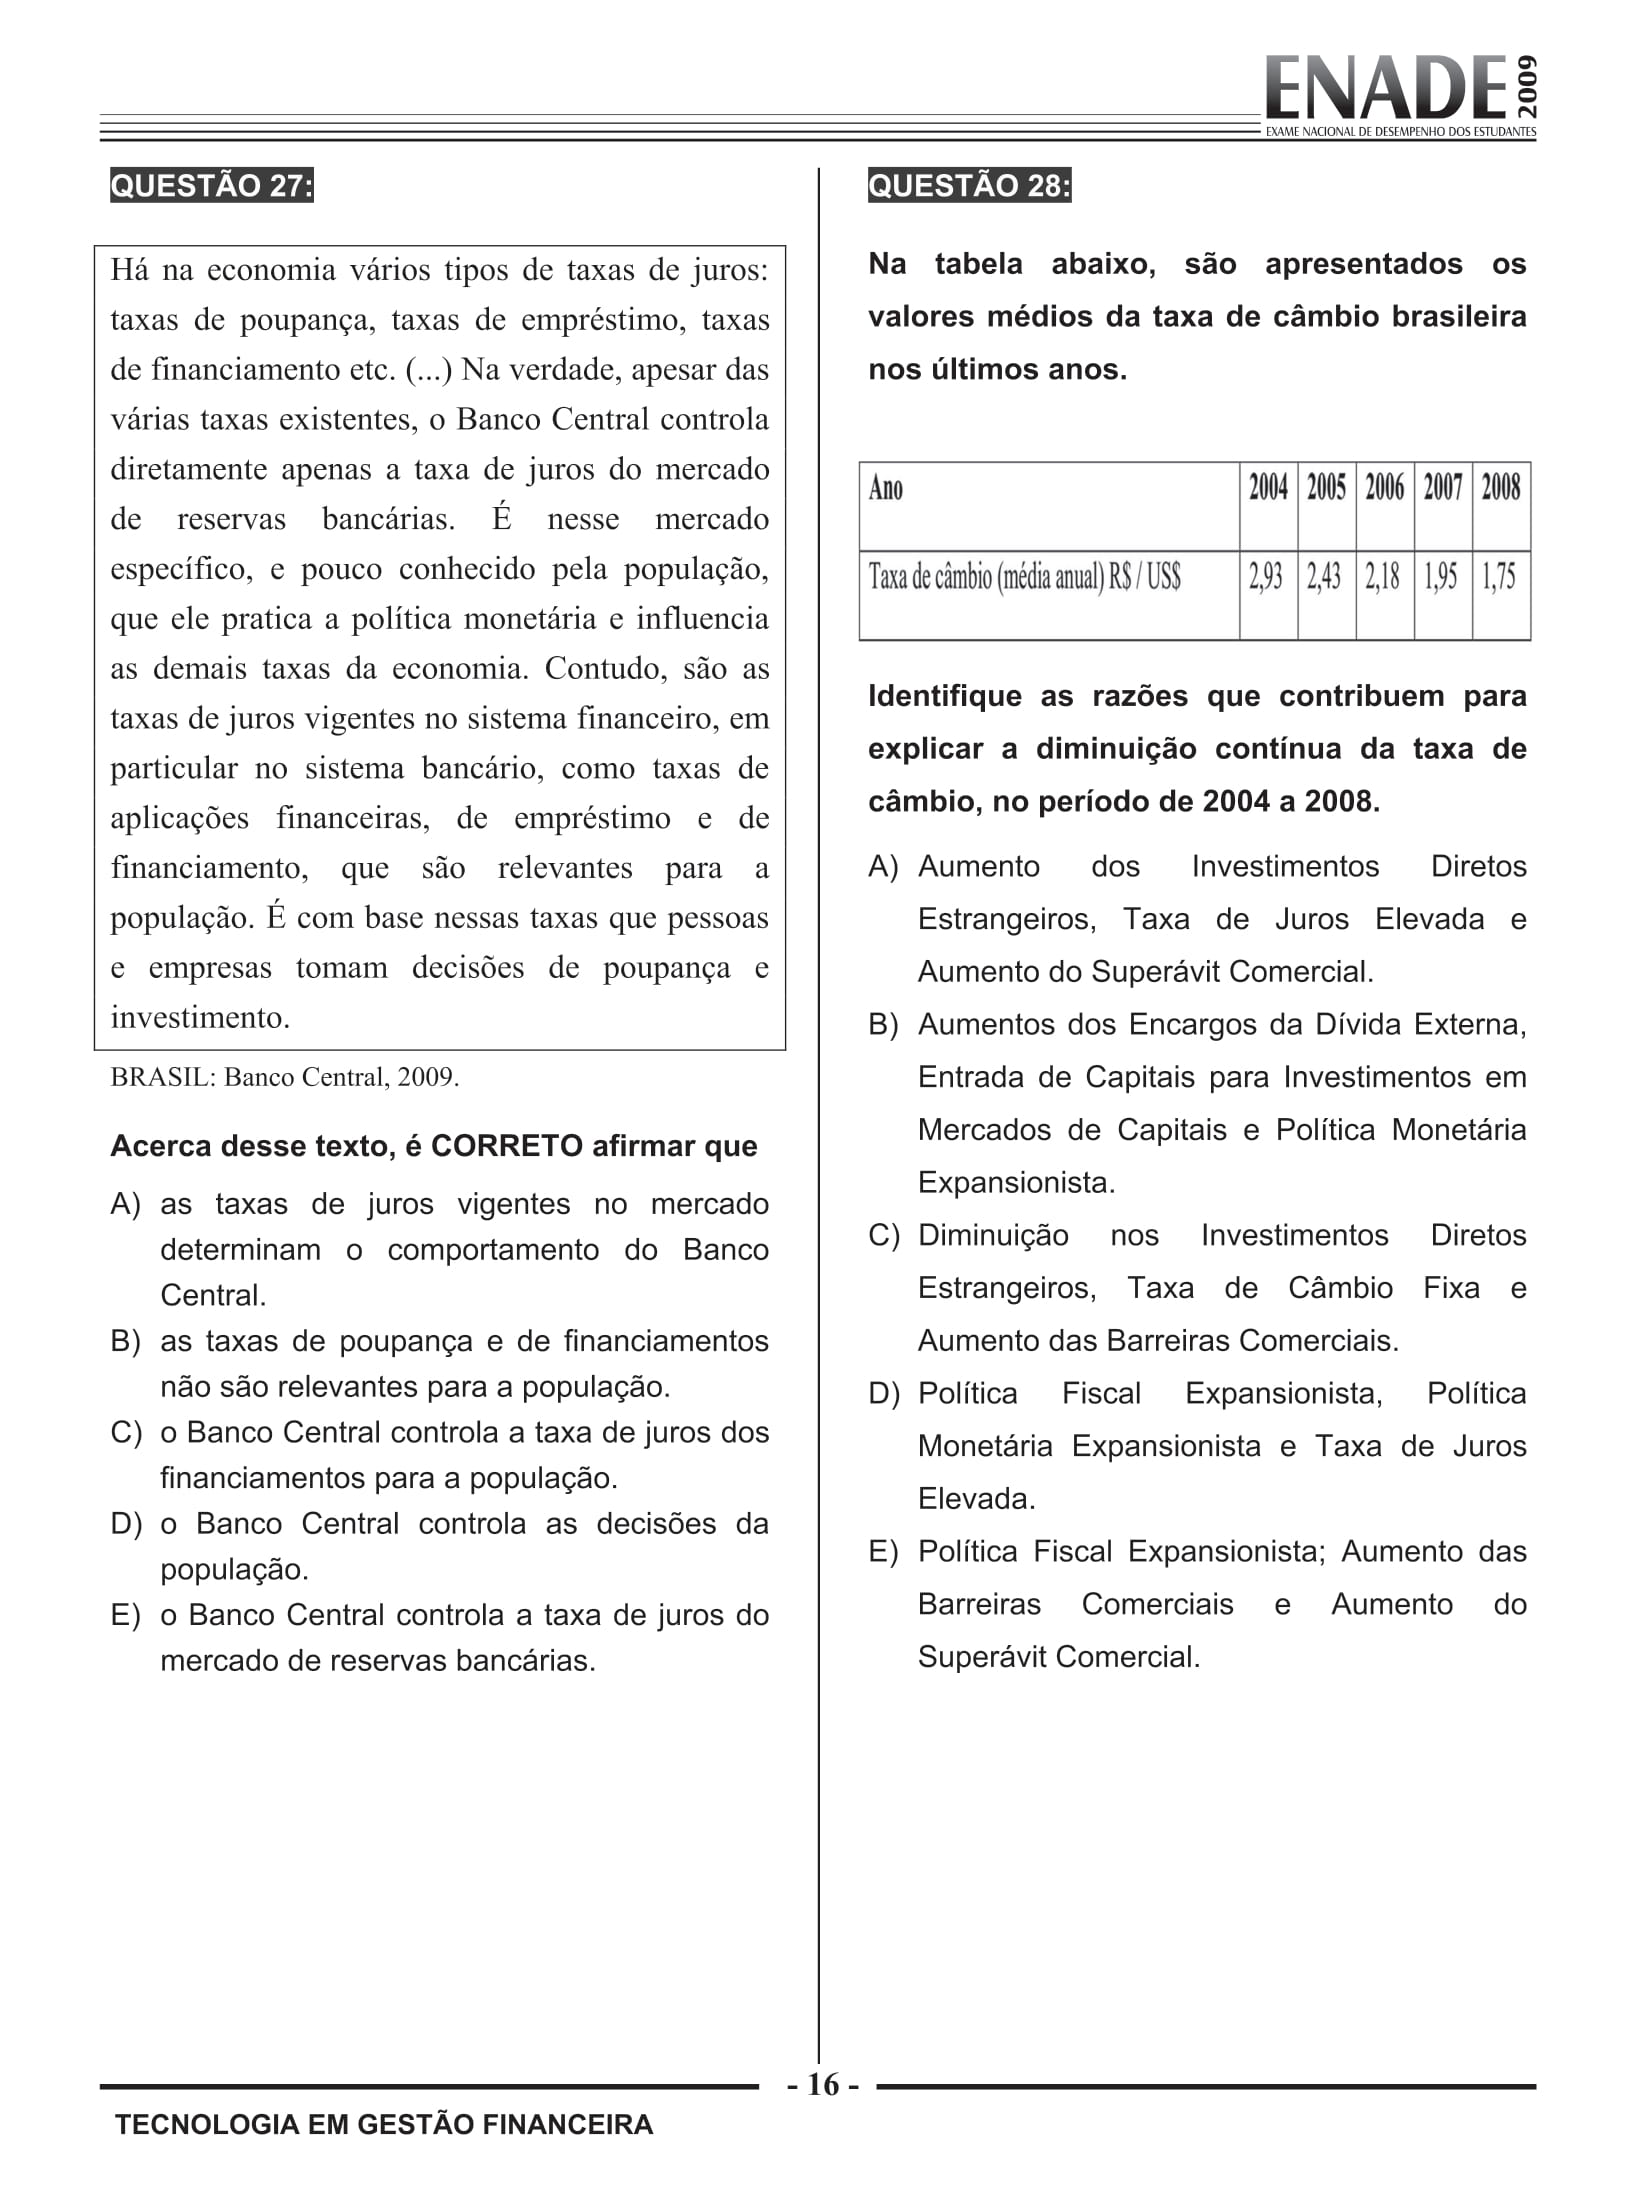 ENADE 2009
EXAME NACIONAL DE DESEMPENHO DOS ESTUDANTES
QUESTÃO 27:
Há na economia vários tipos de taxas de juros:
taxas de poupança, taxas de empréstimo, taxas
de financiamento etc. (...) Na verdade, apesar das
várias taxas existentes, o Banco Central controla
diretamente apenas a taxa de juros do mercado
de reservas bancárias. É nesse mercado
específico, e pouco conhecido pela população,
que ele pratica a política monetária e influencia
as demais taxas da economia. Contudo, são as
taxas de juros vigentes no sistema financeiro, em
particular no sistema bancário, como taxas de
aplicações financeiras, de empréstimo e de
financiamento, que são relevantes para a
população. É com base nessas taxas que pessoas
e empresas tomam decisões de poupança e
investimento.
BRASIL: Banco Central, 2009.
Acerca desse texto, é CORRETO afirmar que
A) as taxas de juros vigentes no mercado
determinam o comportamento do Banco
Central.
B) as taxas de poupança e de financiamentos
não são relevantes para a população.
C) o Banco Central controla a taxa de juros dos
financiamentos para a população.
D) o Banco Central controla as decisões da
população.
E) o Banco Central controla a taxa de juros do
mercado de reservas bancárias.
QUESTÃO 28:
Na tabela abaixo, são apresentados os
valores médios da taxa de câmbio brasileira
nos últimos anos.
Ano 2004 2005 2006 2007 2008
Taxa de câmbio (média anual) R$ / US$ 2,93 2,43 2,18 1,95 1,75
Identifique as razões que contribuem para
explicar a diminuição contínua da taxa de
câmbio, no período de 2004 a 2008.
A) Aumento dos Investimentos Diretos
Estrangeiros, Taxa de Juros Elevada e
Aumento do Superávit Comercial.
B) Aumentos dos Encargos da Dívida Externa,
Entrada de Capitais para Investimentos em
Mercados de Capitais e Política Monetária
Expansionista.
C) Diminuição nos Investimentos Diretos
Estrangeiros, Taxa de Câmbio Fixa e
Aumento das Barreiras Comerciais.
D) Política Fiscal Expansionista, Política
Monetária Expansionista e Taxa de Juros
Elevada.
E) Política Fiscal Expansionista; Aumento das
Barreiras Comerciais e Aumento do
Superávit Comercial.
- 16 -
TECNOLOGIA EM GESTÃO FINANCEIRA